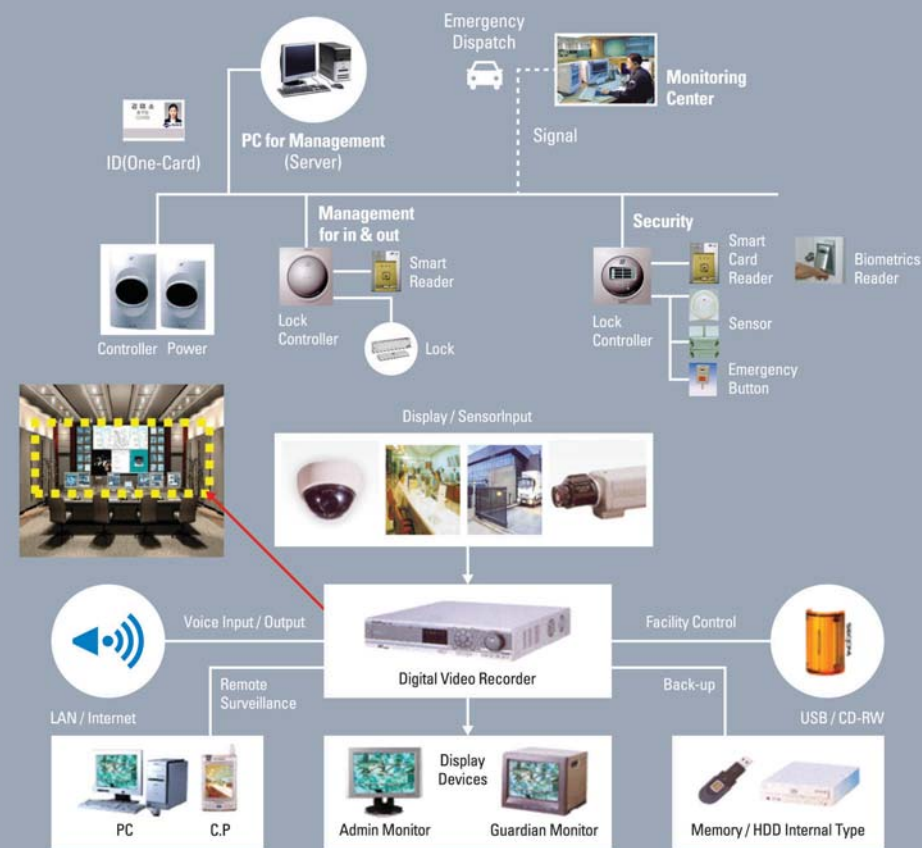 Emergency
Dispatch
Monitoring
Center
Signal
PC for Management
(Server)
ID(One-Card)
Management
for in & out
Security
Smart
Reader
Smart
Card
Reader
Biometrics
Reader
Lock
Controller
Lock
Lock
Controller
Sensor
Emergency
Button
Controller
Power
Display / SensorInput
Voice Input / Output
Facility Control
Digital Video Recorder
Remote
Surveillance
Back-up
LAN / Internet
USB / CD-RW
PC
C.P
Display
Devices
Admin Monitor
Guardian Monitor
Memory / HDD Internal Type